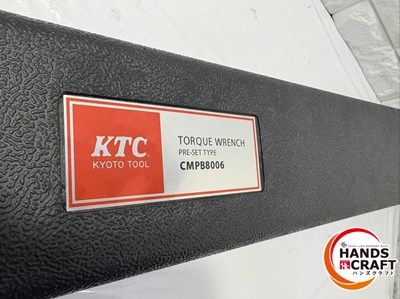 KTC
KYOTO TOOL
TORQUE WRENCH
PRE-SET TYPE
CMPB8006
HANDS
CRAFT
ハンズクラフト